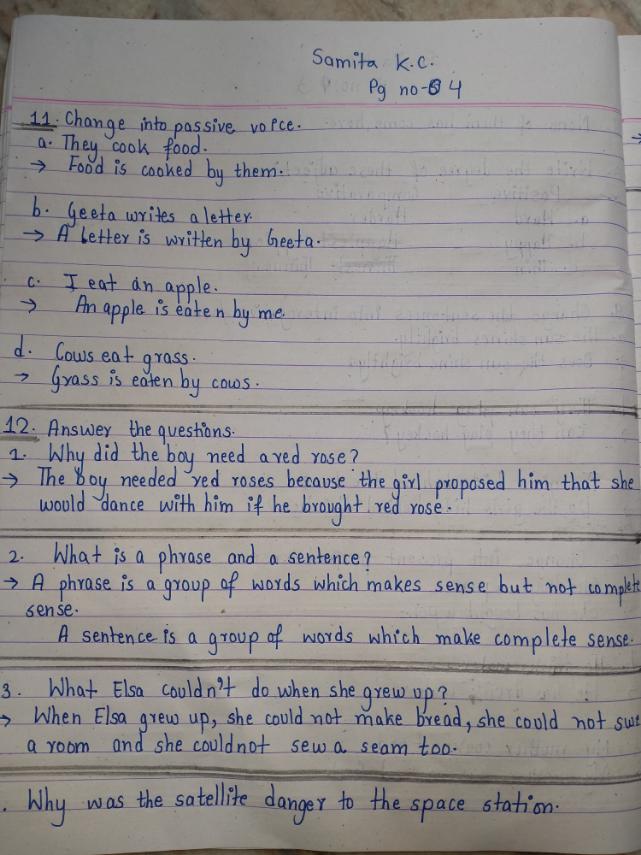 Samita K.C.
Pg no- 4
11. Change into passive voice.
a. They cook food.
→ Food is cooked by them.
b. Geeta writes a letter.
→ A letter is written by Geeta.
c. I eat an apple.
→ An apple is eaten by me.
d. Cows eat grass.
→ Grass is eaten by cows.
12. Answer the questions.
1. Why did the boy need a red rose?
→ The boy needed red roses because the girl proposed him that she
would dance with him if he brought red rose.
2. What is a phrase and a sentence?
→ A phrase is a group of words which makes sense but not complete
sense.
A sentence is a group of words which make complete sense.
3. What Elsa couldn't do when she grew up?
→ When Elsa grew up, she could not make bread, she could not
a room and she couldnot sew a seam too.
. Why was the satellite danger to the space station.